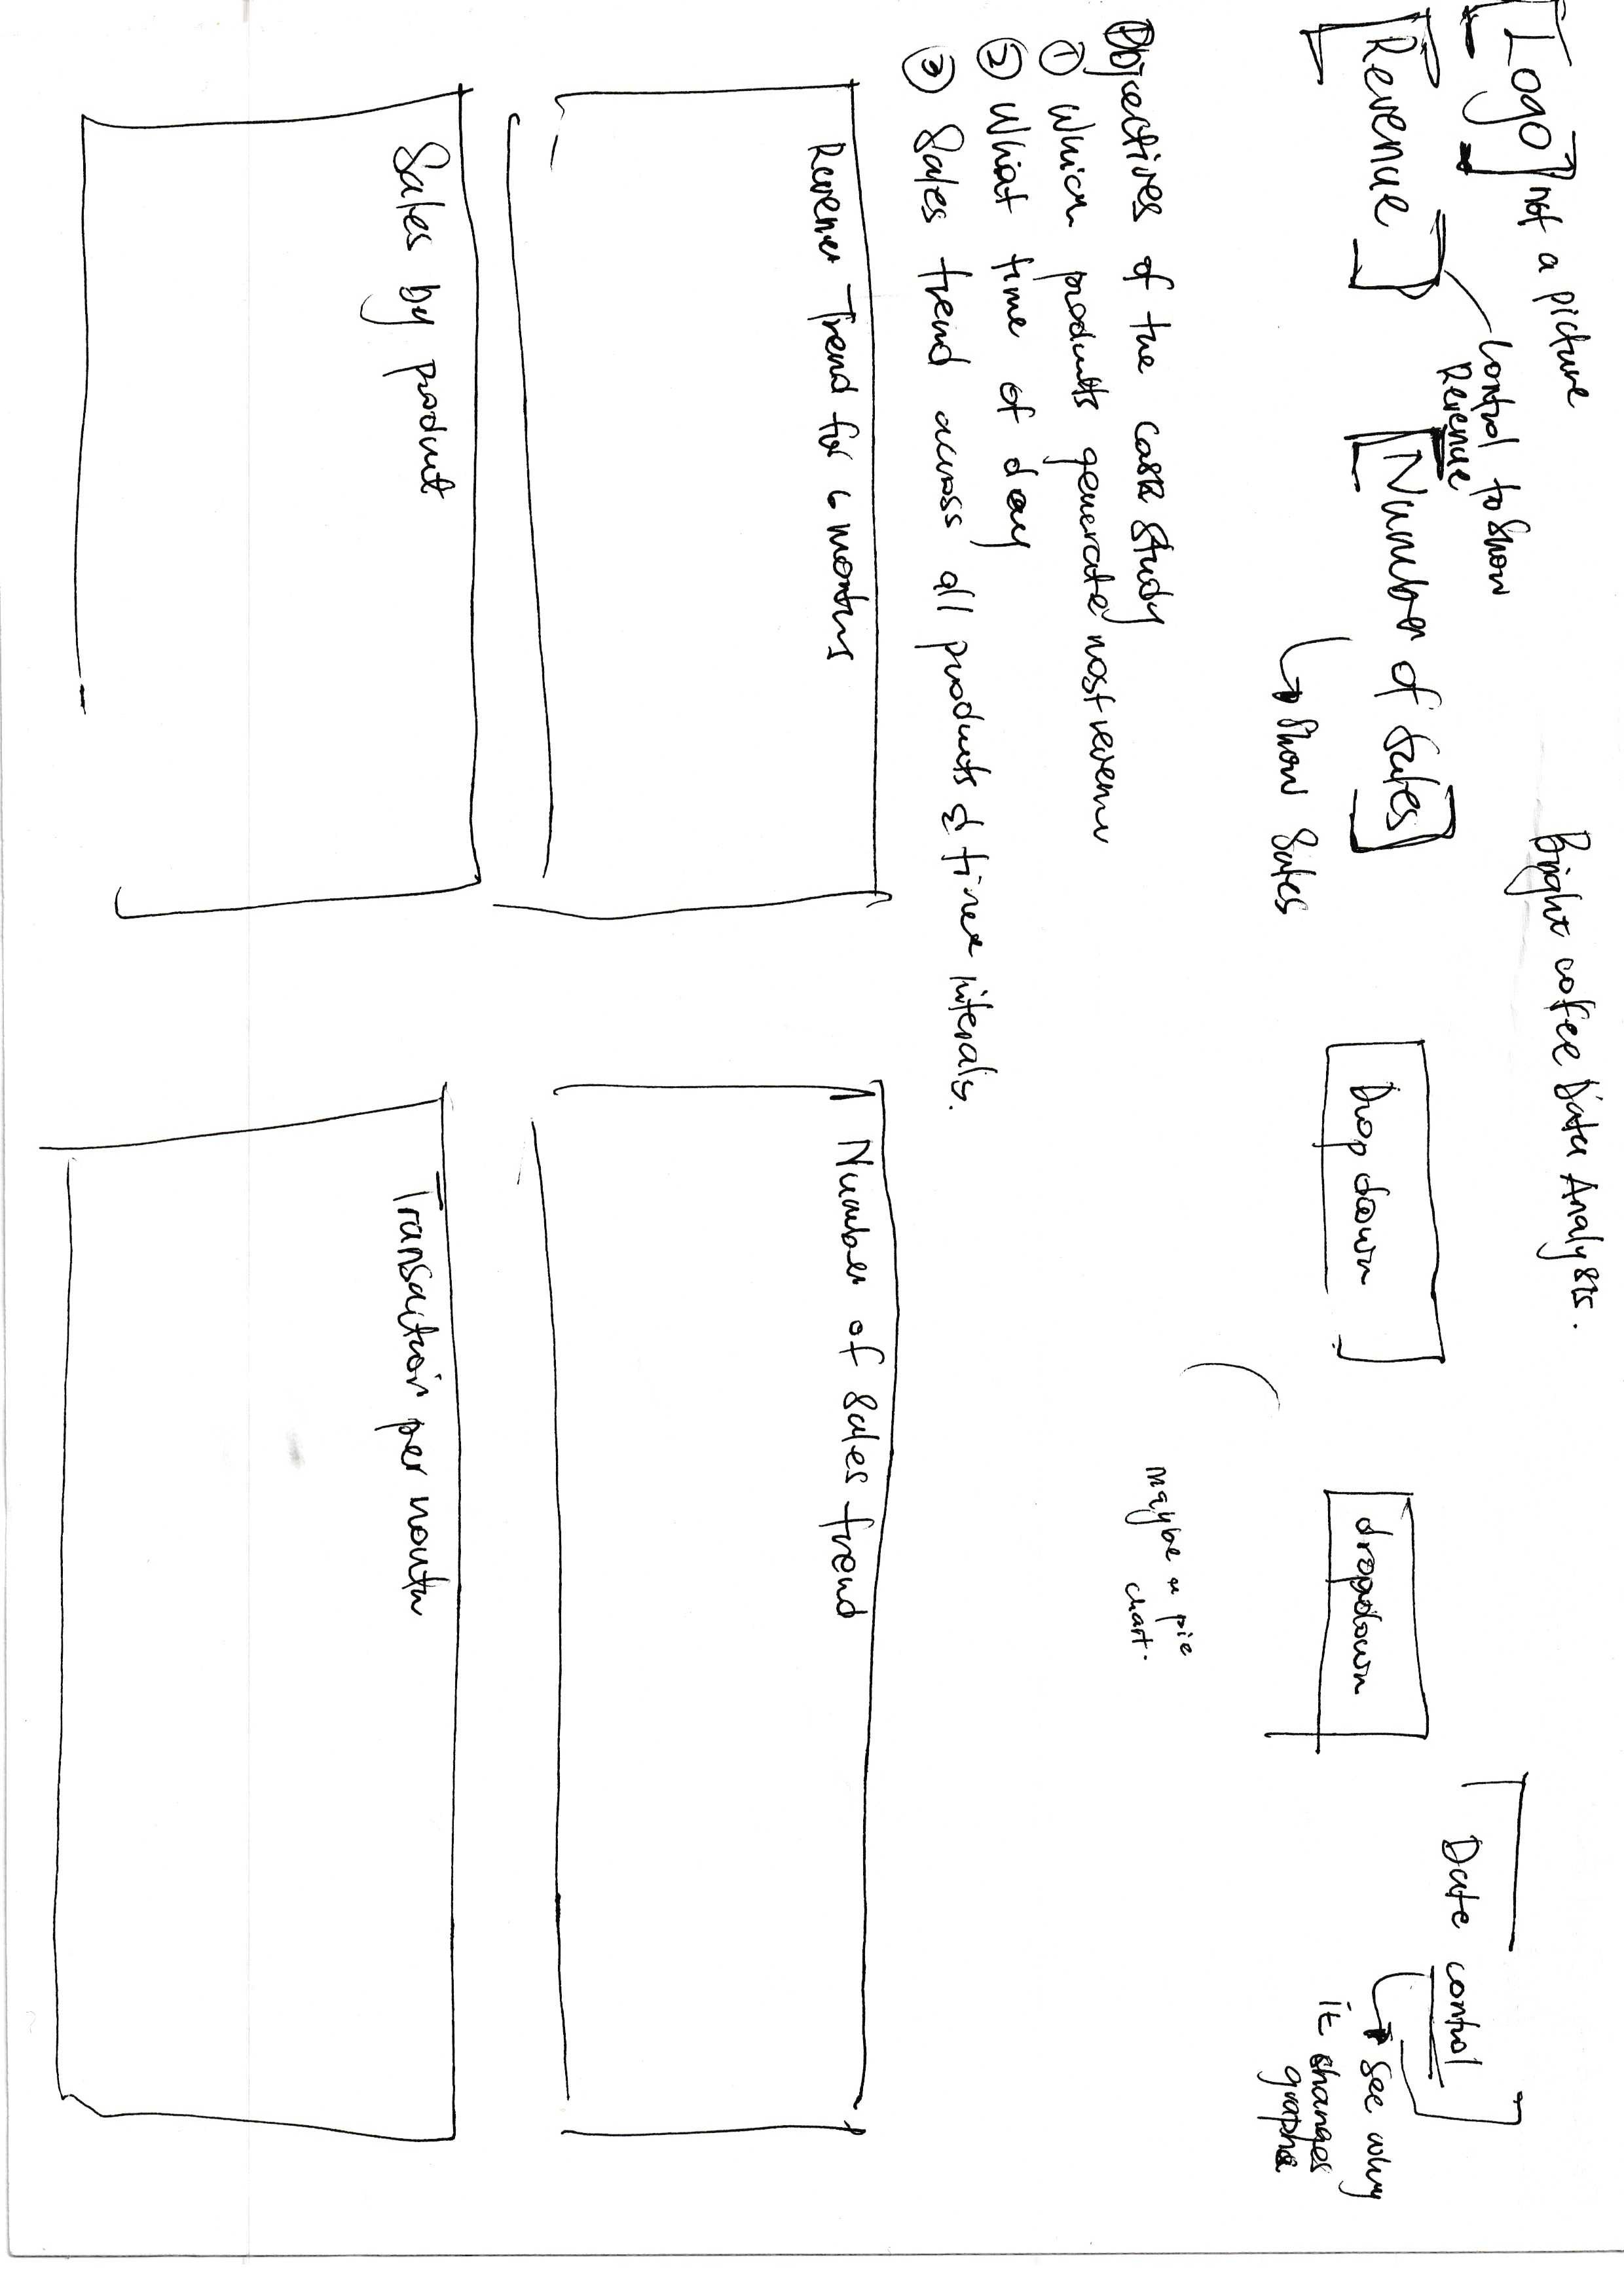 Bright coffee Data Analysis.
[Logo] not a picture
[Revenue]
control to show
Revenue
[Number of Sales]
Show Sales
Drop down
dropdown
Date control
see why
it changes
graphs
maybe a pie
chart.
Objectives of the case study
① Which products generate most revenue
② What time of day
③ Sales trend across all products & time intervals.
Revenue Trend for 6 months
Number of Sales trend
Sales by product
Transaction per month